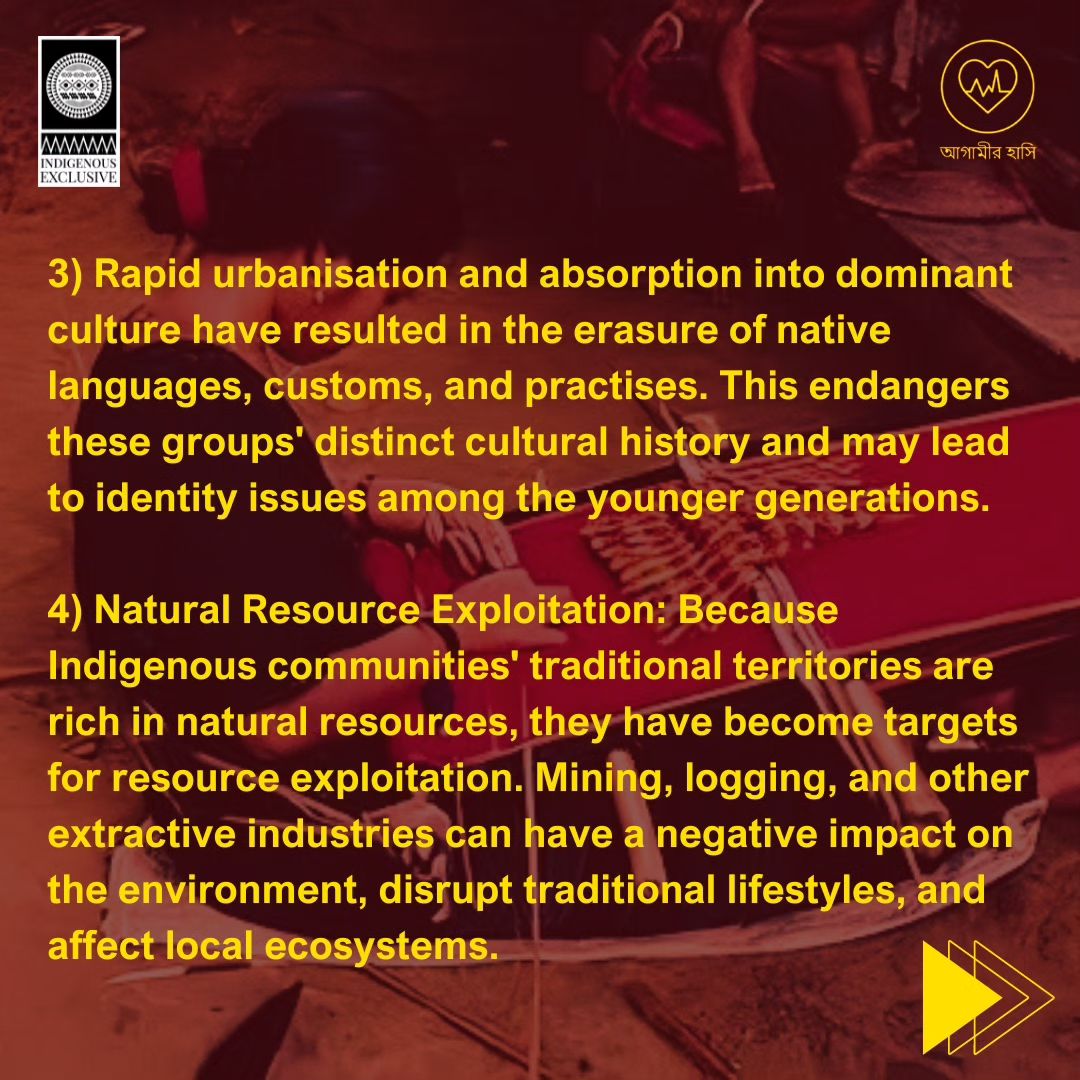 INDIGENOUS
EXCLUSIVE
আগামীর হাসি
3) Rapid urbanisation and absorption into dominant
culture have resulted in the erasure of native
languages, customs, and practises. This endangers
these groups' distinct cultural history and may lead
to identity issues among the younger generations.
4) Natural Resource Exploitation: Because
Indigenous communities' traditional territories are
rich in natural resources, they have become targets
for resource exploitation. Mining, logging, and other
extractive industries can have a negative impact on
the environment, disrupt traditional lifestyles, and
affect local ecosystems.